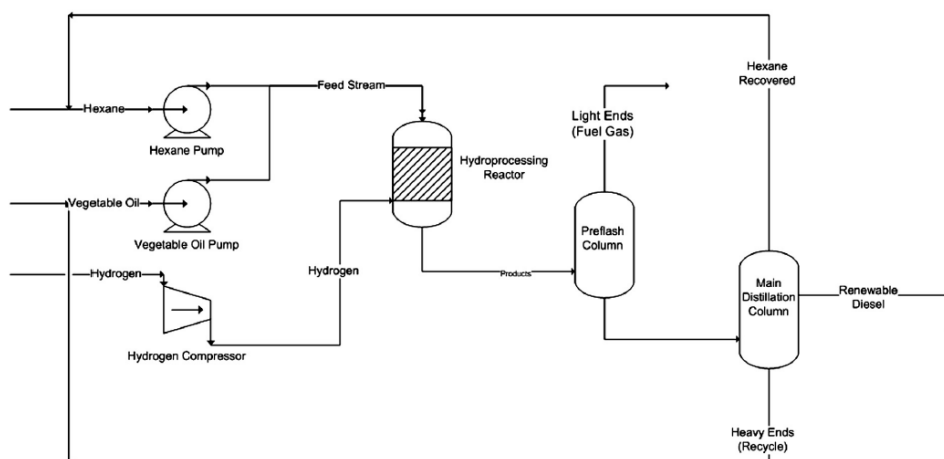 Hexane
Recovered
Feed Stream
Light Ends
(Fuel Gas)
Hexane
Hexane Pump
Hydroprocessing
Reactor
Vegetable Oil
Vegetable Oil Pump
Preflash
Column
Hydrogen
Hydrogen
Products
Main
Distillation
Column
Renewable
Diesel
Hydrogen Compressor
Heavy Ends
(Recycle)